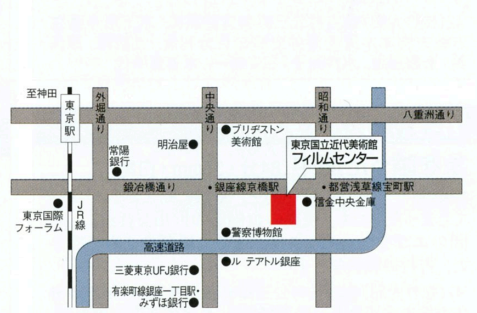 至神田
東京駅
外堀通り
中央通り
昭和通り
八重洲通り
ブリヂストン
美術館
明治屋
東京国立近代美術館
フィルムセンター
常陽
銀行
鍛冶橋通り
銀座線京橋駅
都営浅草線宝町駅
東京国際
フォーラム
JR線
信金中央金庫
警察博物館
高速道路
ル テアトル銀座
三菱東京UFJ銀行
有楽町線銀座一丁目駅・
みずほ銀行